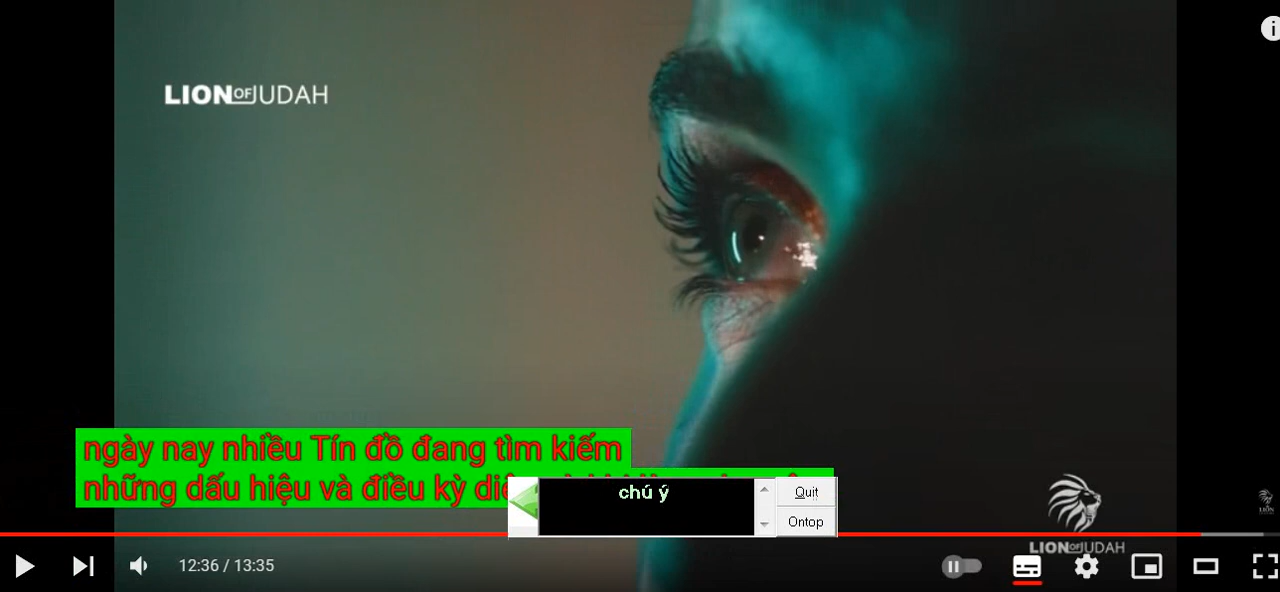 LION OF JUDAH
ngày nay nhiều Tín đồ đang tìm kiếm
những dấu hiệu và điều kỳ
chú ý
Quit
Ontop
LION OF JUDAH
12:36 / 13:35